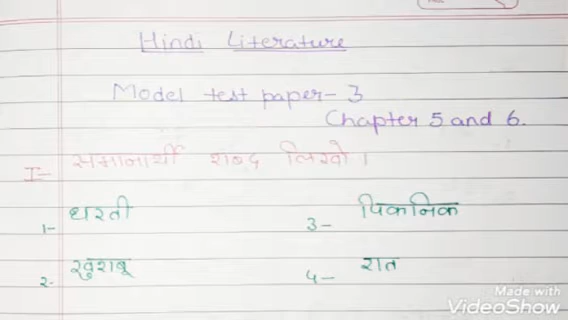 Hindi Literature
Model test paper-3
Chapter 5 and 6.
I- समानार्थी शब्द लिखो।
1- धरती
3- पिकनिक
२- खुशबू
4- रात
Made with
VideoShow